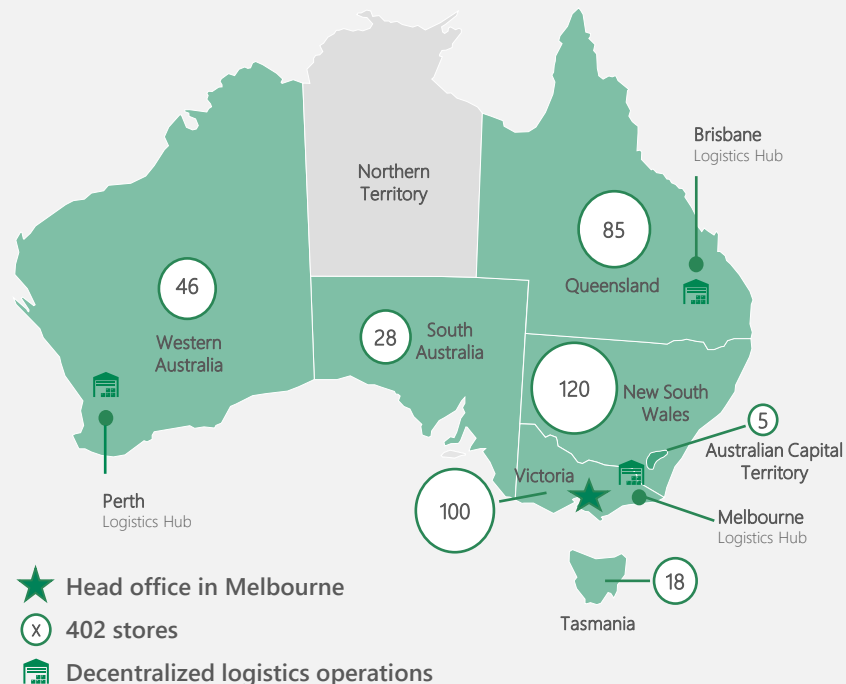 Brisbane
Logistics Hub
Northern
Territory
85
Queensland
46
Western
Australia
28
South
Australia
120
New South
Wales
5
Australian Capital
Territory
Victoria
100
Perth
Logistics Hub
Melbourne
Logistics Hub
18
Tasmania
Head office in Melbourne
X
402 stores
Decentralized logistics operations